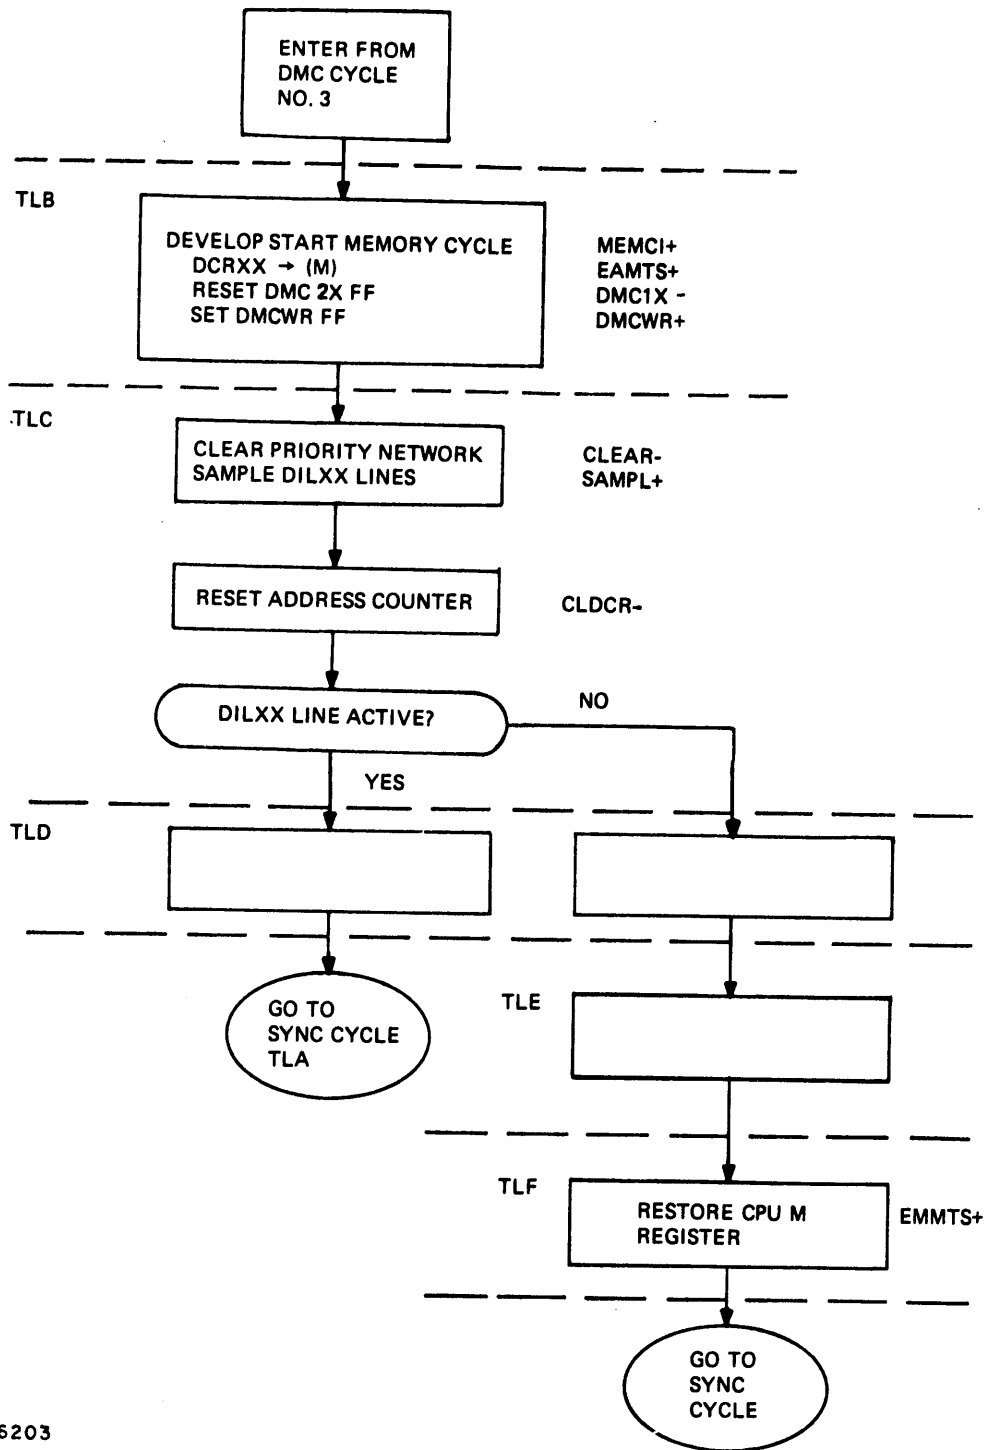 ENTER FROM
DMC CYCLE
NO. 3
TLB
DEVELOP START MEMORY CYCLE
DCRXX → (M)
RESET DMC 2X FF
SET DMCWR FF
MEMCI+
EAMTS+
DMC1X -
DMCWR+
TLC
CLEAR PRIORITY NETWORK
SAMPLE DILXX LINES
CLEAR-
SAMPL+
RESET ADDRESS COUNTER
CLDCR-
DILXX LINE ACTIVE?
NO
YES
TLD
GO TO
SYNC CYCLE
TLA
TLE
TLF
RESTORE CPU M
REGISTER
EMMTS+
GO TO
SYNC
CYCLE
6203